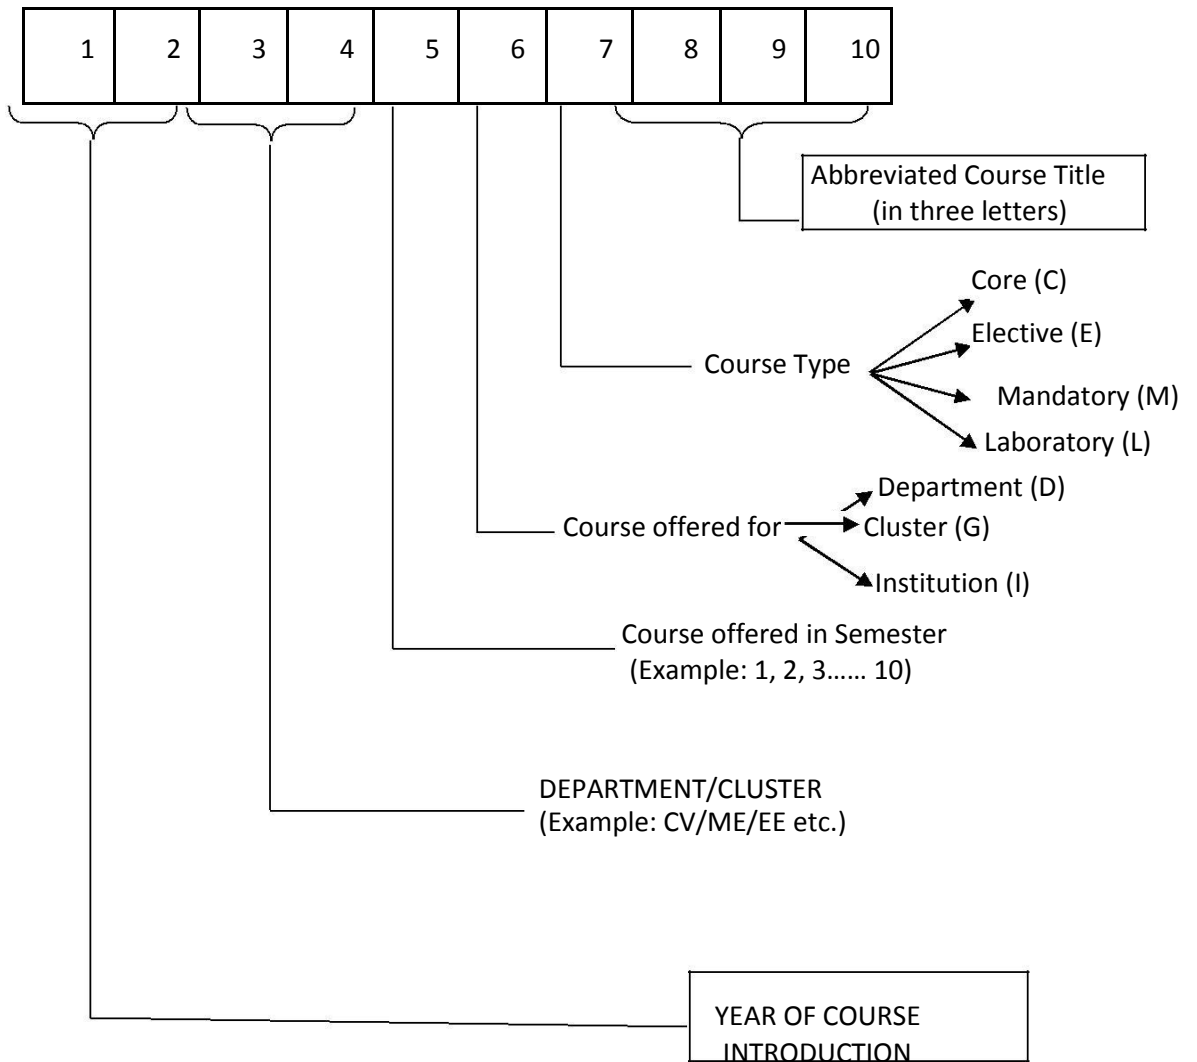 1 2 3 4 5 6 7 8 9 10
Abbreviated Course Title
(in three letters)
Core (C)
Elective (E)
Course Type
Mandatory (M)
Laboratory (L)
Department (D)
Course offered for
Cluster (G)
Institution (I)
Course offered in Semester
(Example: 1, 2, 3...... 10)
DEPARTMENT/CLUSTER
(Example: CV/ME/EE etc.)
YEAR OF COURSE
INTRODUCTION